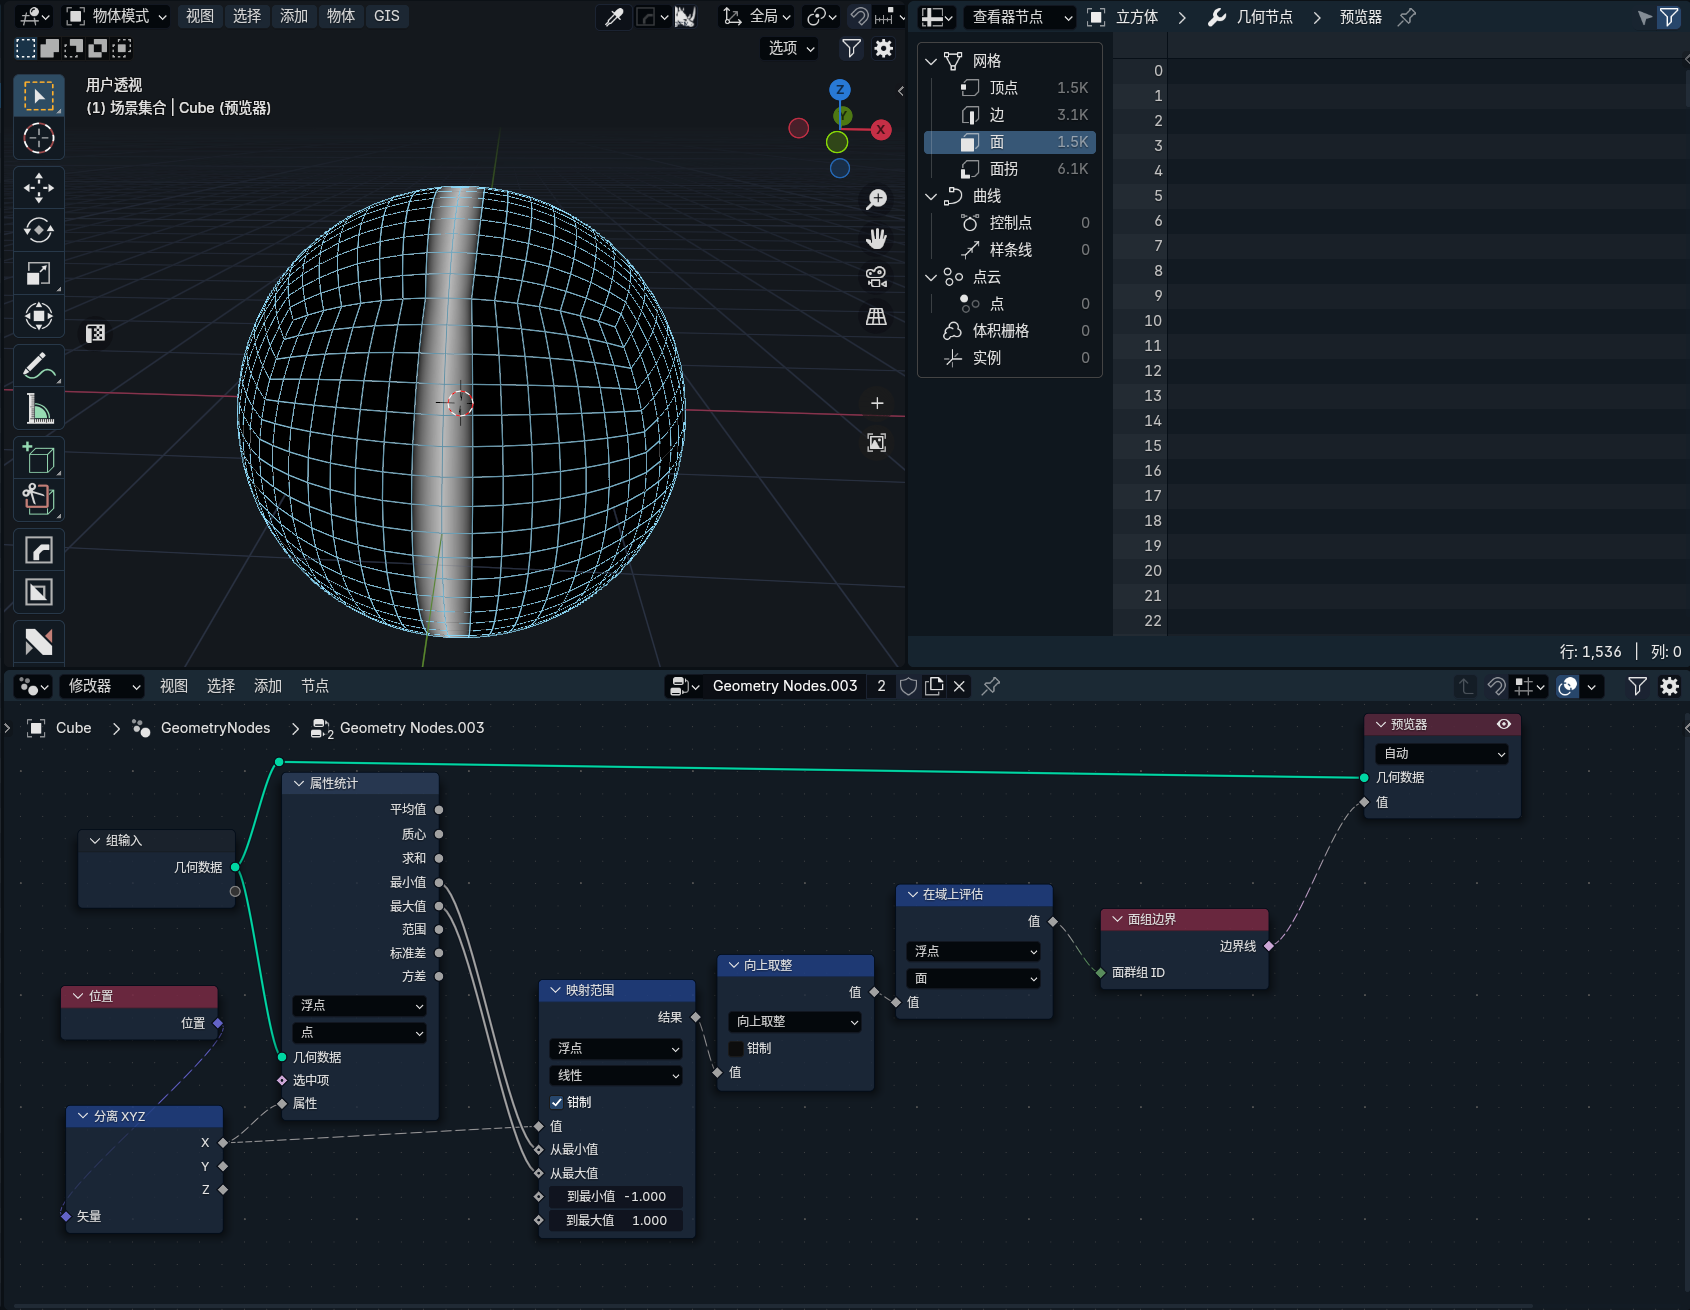 物体模式 视图 选择 添加 物体 GIS 全局
选项
用户透视
(1) 场景集合 | Cube (预览器)
Z
Y
X
查看器节点 立方体 几何节点 预览器
网格
顶点 1.5K
边 3.1K
面 1.5K
面拐 6.1K
曲线
控制点 0
样条线 0
点云
点 0
体积栅格 0
实例 0
0
1
2
3
4
5
6
7
8
9
10
11
12
13
14
15
16
17
18
19
20
21
22
行: 1,536 | 列: 0
修改器 视图 选择 添加 节点 Geometry Nodes.003 2
Cube GeometryNodes 2 Geometry Nodes.003
组输入
几何数据
位置
位置
分离 XYZ
X
Y
Z
矢量
属性统计
平均值
质心
求和
最小值
最大值
范围
标准差
方差
浮点
点
几何数据
选中项
属性
映射范围
结果
浮点
线性
钳制
值
从最小值
从最大值
到最小值 -1.000
到最大值 1.000
向上取整
值
向上取整
钳制
值
在域上评估
值
浮点
面
值
面组边界
边界线
面群组 ID
预览器
自动
几何数据
值